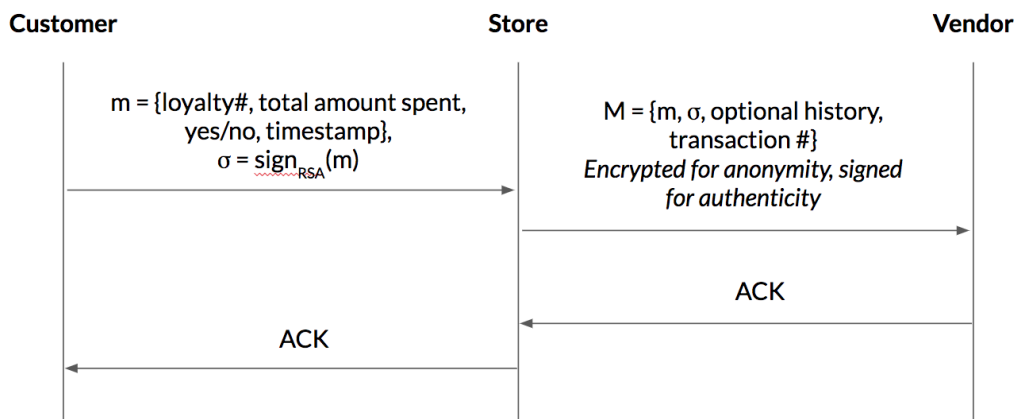 Customer
Store
Vendor
m = {loyalty#, total amount spent,
yes/no, timestamp},
σ = sign_RSA(m)
M = {m, σ, optional history,
transaction #}
Encrypted for anonymity, signed
for authenticity
ACK
ACK